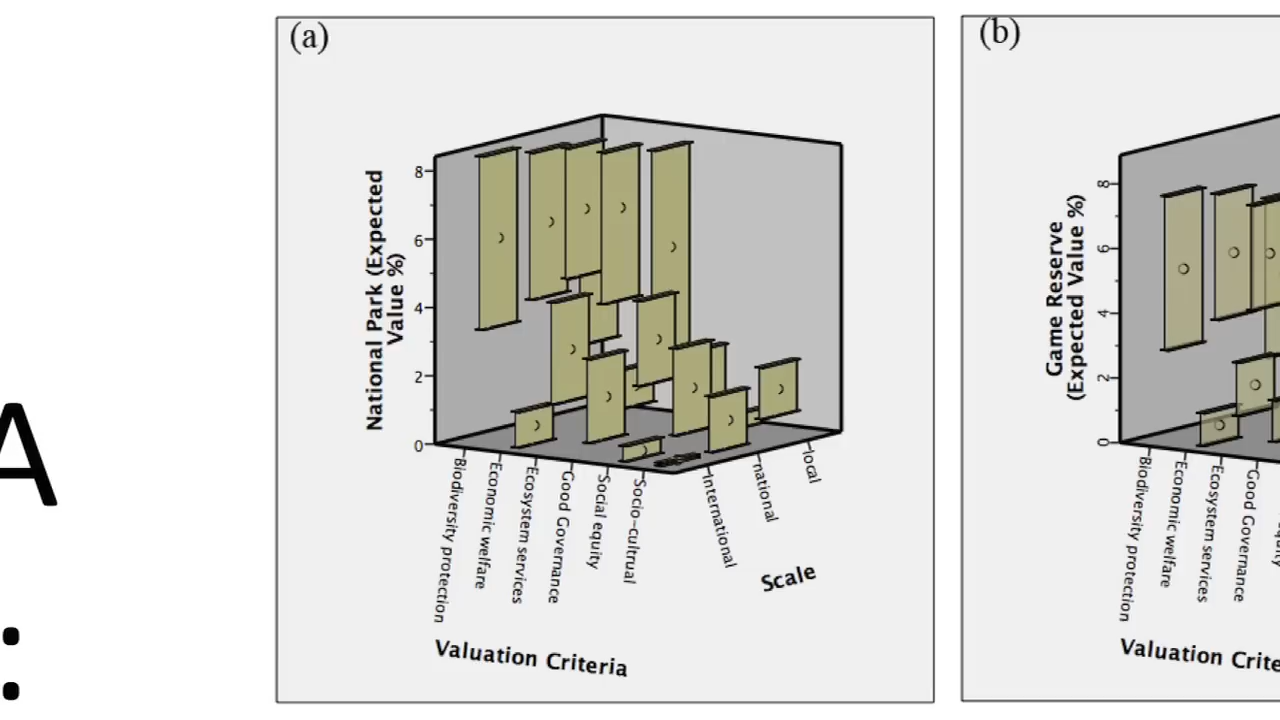 A
:
(a)
National Park (Expected
Value %)
8
6
4
2
0
Biodiversity protection
Economic welfare
Ecosystem services
Good Governance
Social equity
Socio-cultrual
International
national
local
Scale
Valuation Criteria
(b)
Game Reserve
(Expected Value %)
8
6
4
2
0
Biodiversity protection
Economic welfare
Ecosystem services
Good Governance
equity
Valuation Crite